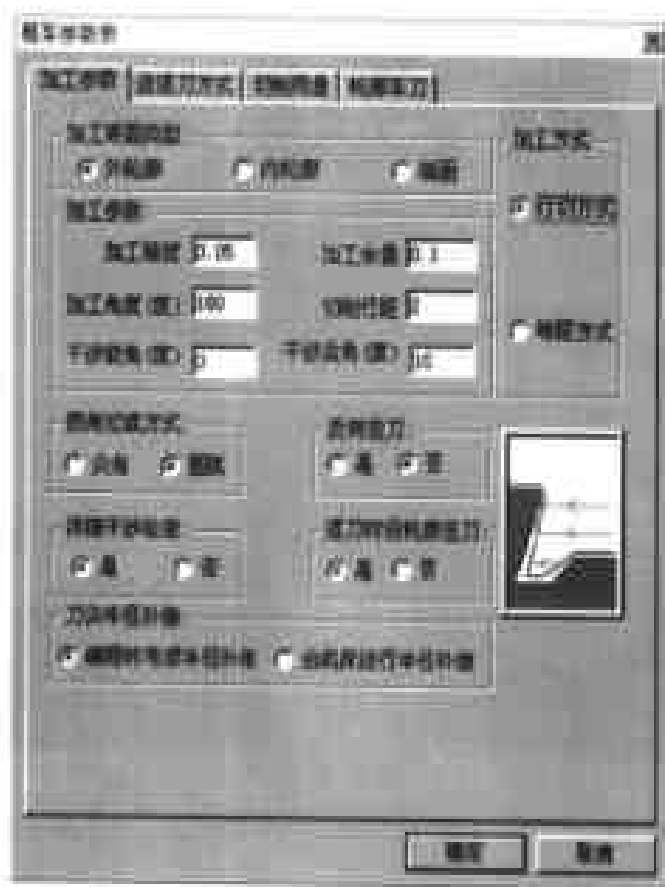 粗车参数表
加工参数 进退刀方式 切削用量 轮廓车刀
加工表面类型
外轮廓 内轮廓 端面
加工方式
行切方式
加工参数
加工精度 加工余量
加工角度(度) 180 切削行距
干涉前角(度) 0 干涉后角(度) 10
等距方式
拐角过渡方式
尖角 圆弧
反向走刀
是 否
详细干涉检查
是 否
退刀时沿轮廓走刀
是 否
刀尖半径补偿
编程时考虑半径补偿 由机床进行半径补偿
确定 取消